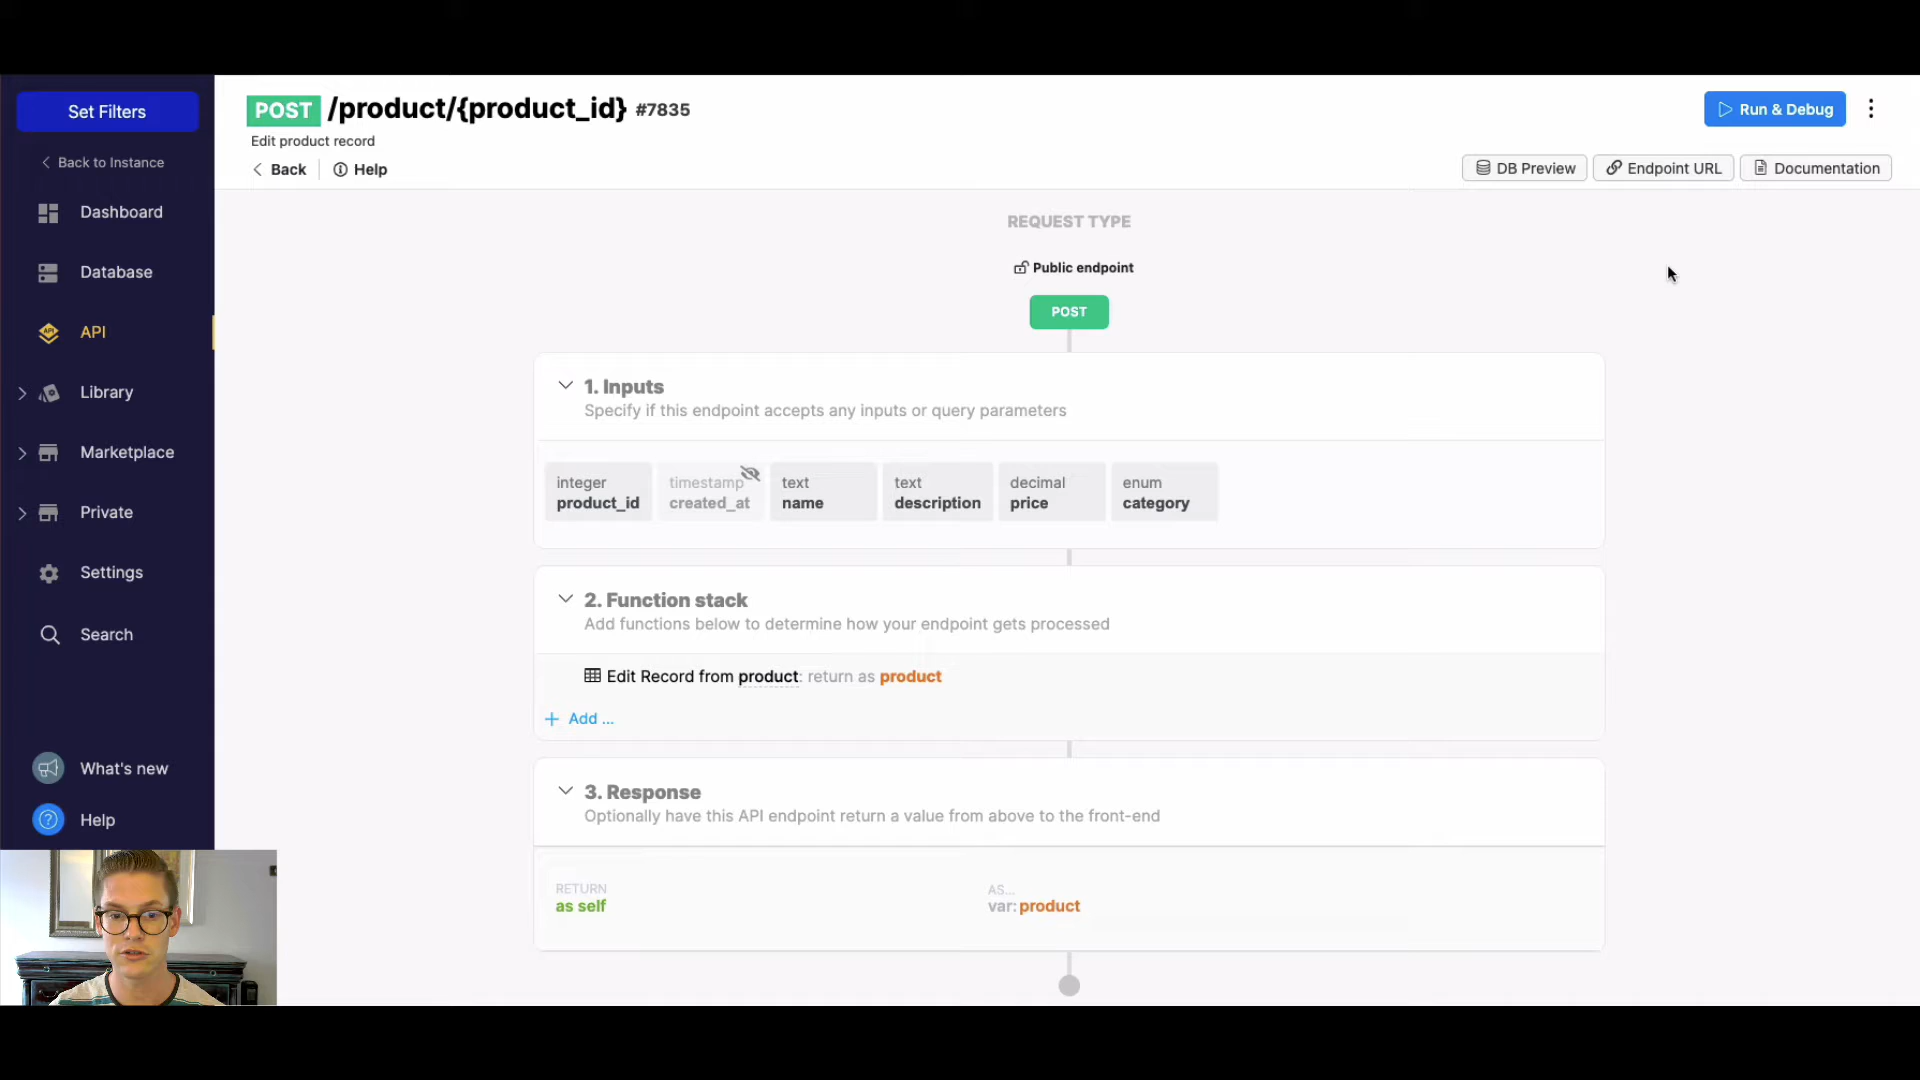 Set Filters
Back to Instance
Dashboard
Database
API
API
Library
Marketplace
Private
Settings
Search
What's new
Help
POST /product/{product_id} #7835
Edit product record
Back
Help
Run & Debug
DB Preview
Endpoint URL
Documentation
REQUEST TYPE
Public endpoint
POST
1. Inputs
Specify if this endpoint accepts any inputs or query parameters
integer
product_id
timestamp
created_at
text
name
text
description
decimal
price
enum
category
2. Function stack
Add functions below to determine how your endpoint gets processed
Edit Record from product: return as product
Add ...
3. Response
Optionally have this API endpoint return a value from above to the front-end
RETURN
as self
AS...
var: product